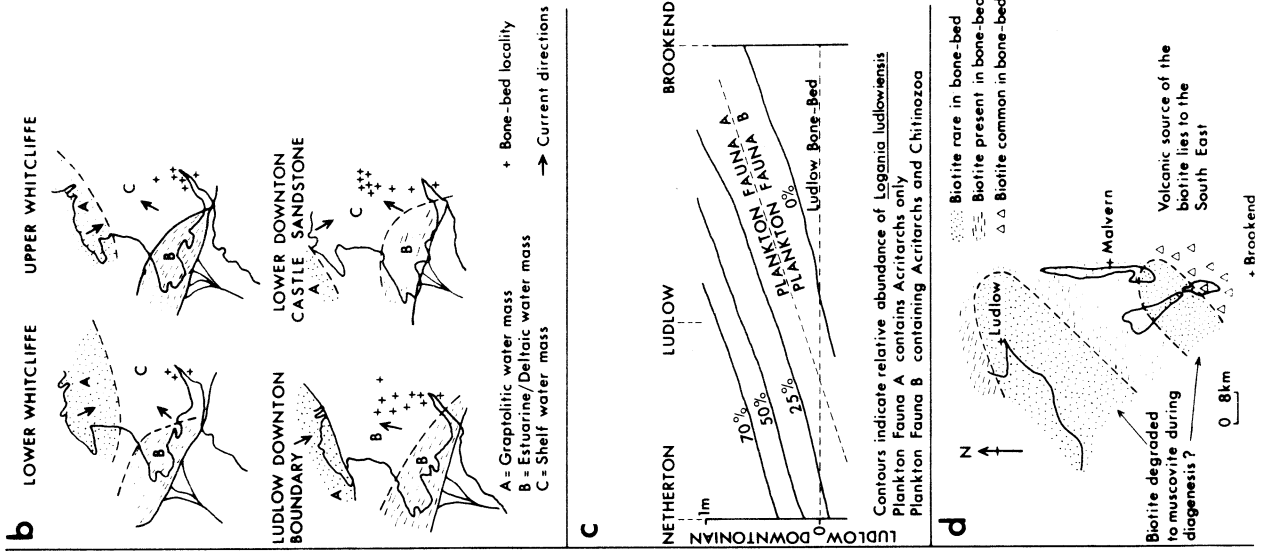 b
LOWER WHITCLIFFE
UPPER WHITCLIFFE
A
C
B
A
C
B
LUDLOW DOWNTON
BOUNDARY
LOWER DOWNTON
CASTLE SANDSTONE
A
B
B
A
C
B
A = Graptolitic water mass
B = Estuarine/Deltaic water mass
C = Shelf water mass
+ Bone-bed locality
→ Current directions
c
NETHERTON
LUDLOW
BROOKEND
1m
0
LUDLOW DOWNTONIAN
70%
50%
25%
0%
PLANKTON FAUNA A
PLANKTON FAUNA B
Ludlow Bone-Bed
Contours indicate relative abundance of Logania ludlowiensis
Plankton Fauna A contains Acritarchs only
Plankton Fauna B containing Acritarchs and Chitinozoa
d
N
Ludlow
+ Malvern
+ Brookend
Biotite rare in bone-bed
Biotite present in bone-bed
Biotite common in bone-bed
Volcanic source of the
biotite lies to the
South East
Biotite degraded
to muscovite during
diagenesis ?
0 8km